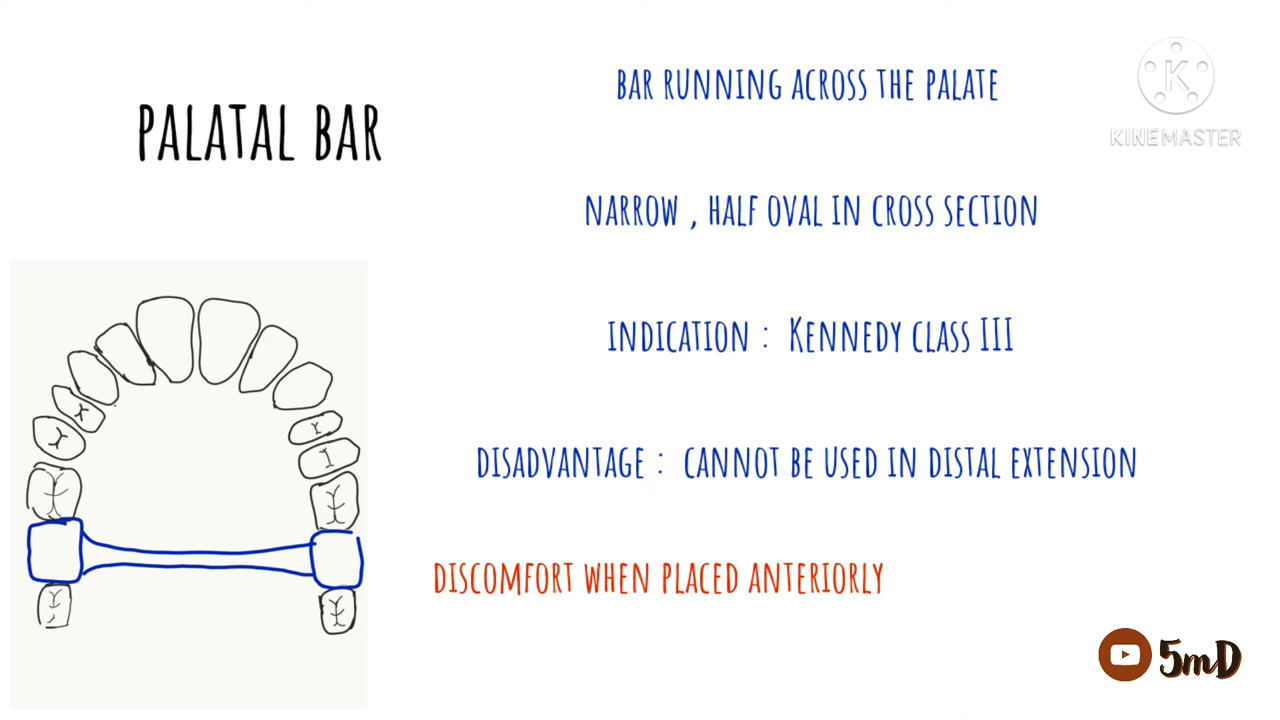 PALATAL BAR
BAR RUNNING ACROSS THE PALATE
NARROW , HALF OVAL IN CROSS SECTION
INDICATION : KENNEDY CLASS III
DISADVANTAGE : CANNOT BE USED IN DISTAL EXTENSION
DISCOMFORT WHEN PLACED ANTERIORLY
K
KINEMASTER
5mD